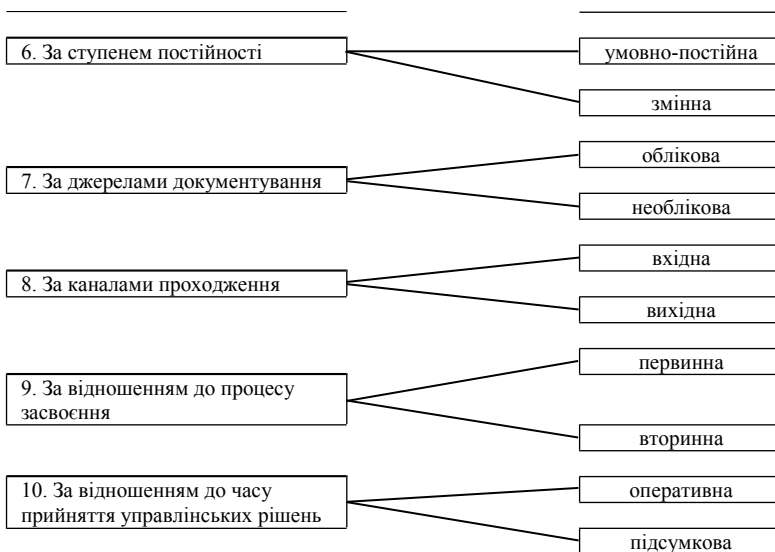 6. За ступенем постійності
умовно-постійна
змінна
7. За джерелами документування
облікова
необлікова
8. За каналами проходження
вхідна
вихідна
9. За відношенням до процесу
засвоєння
первинна
вторинна
10. За відношенням до часу
прийняття управлінських рішень
оперативна
підсумкова